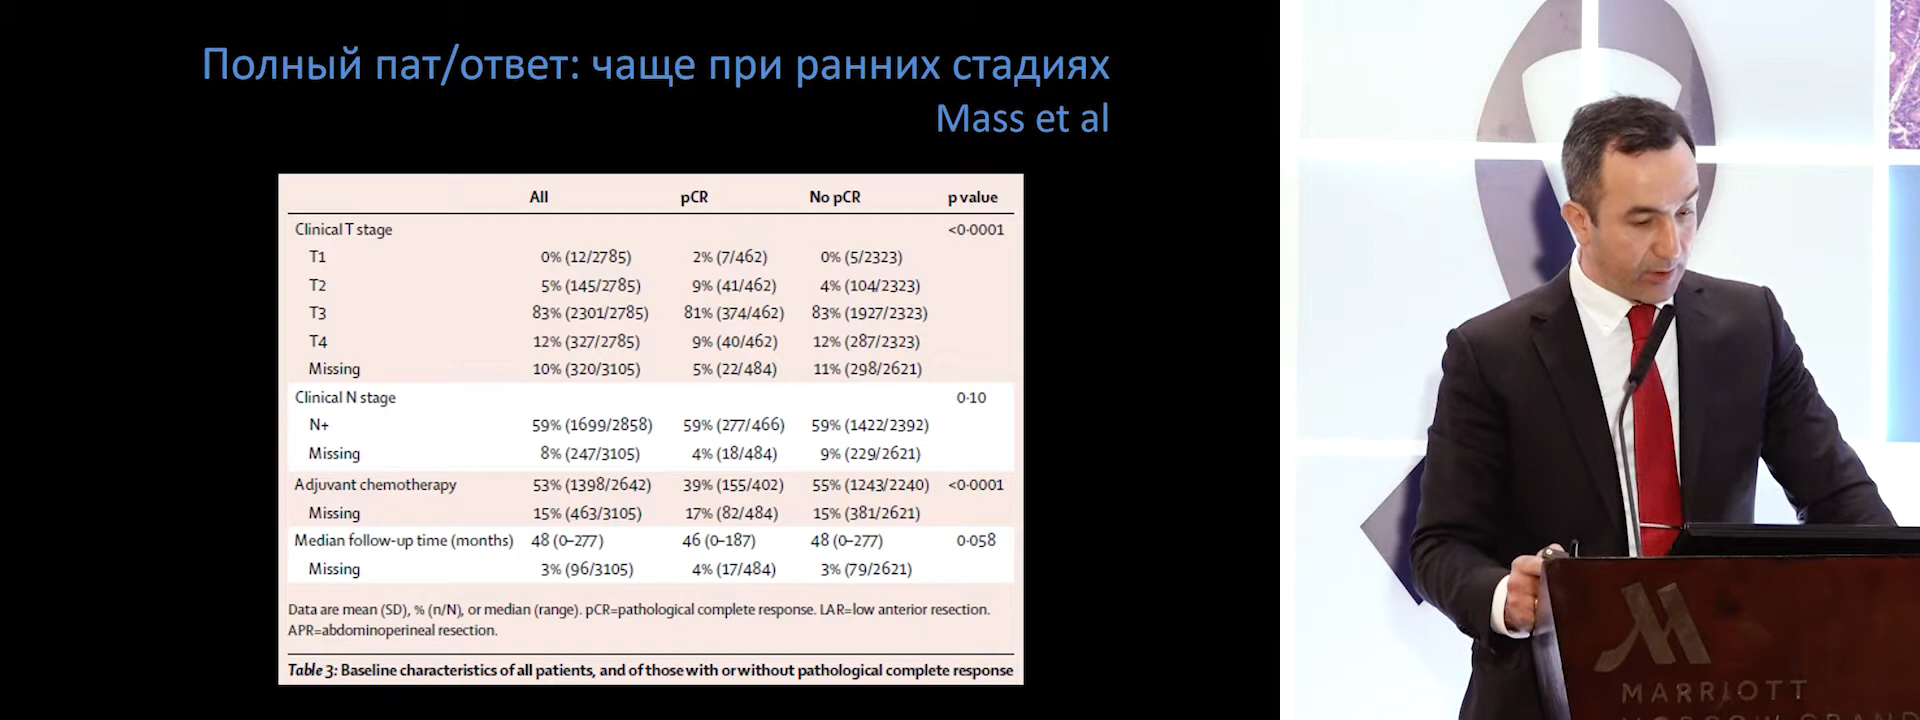 Полный пат/ответ: чаще при ранних стадиях
Mass et al
All pCR No pCR p value
Clinical T stage <0·0001
T1 0% (12/2785) 2% (7/462) 0% (5/2323)
T2 5% (145/2785) 9% (41/462) 4% (104/2323)
T3 83% (2301/2785) 81% (374/462) 83% (1927/2323)
T4 12% (327/2785) 9% (40/462) 12% (287/2323)
Missing 10% (320/3105) 5% (22/484) 11% (298/2621)
Clinical N stage 0·10
N+ 59% (1699/2858) 59% (277/466) 59% (1422/2392)
Missing 8% (247/3105) 4% (18/484) 9% (229/2621)
Adjuvant chemotherapy 53% (1398/2642) 39% (155/402) 55% (1243/2240) <0·0001
Missing 15% (463/3105) 17% (82/484) 15% (381/2621)
Median follow-up time (months) 48 (0–277) 46 (0–187) 48 (0–277) 0·058
Missing 3% (96/3105) 4% (17/484) 3% (79/2621)
Data are mean (SD), % (n/N), or median (range). pCR=pathological complete response. LAR=low anterior resection.
APR=abdominoperineal resection.
Table 3: Baseline characteristics of all patients, and of those with or without pathological complete response
MARRIOTT